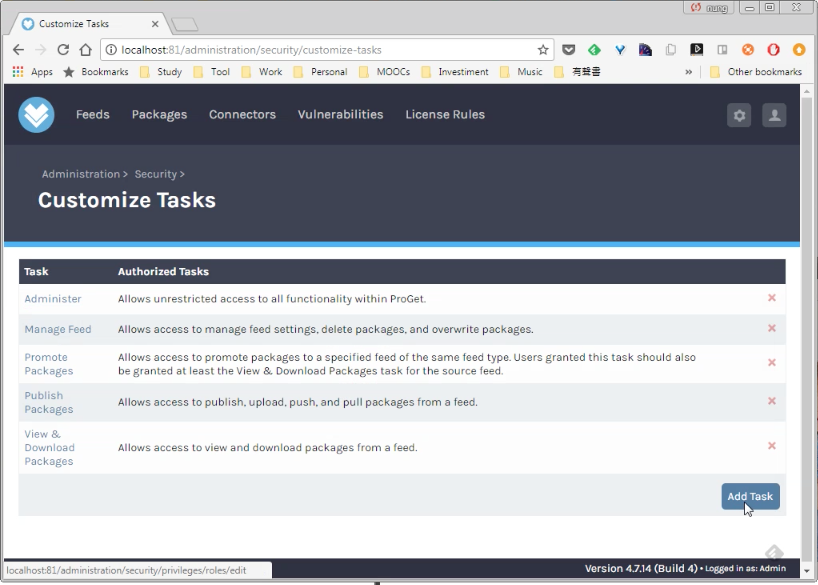 nung
Customize Tasks
localhost:81/administration/security/customize-tasks
Apps Bookmarks Study Tool Work Personal MOOCs Investiment Music 有聲書 » Other bookmarks
Feeds Packages Connectors Vulnerabilities License Rules
Administration > Security >
Customize Tasks
Task Authorized Tasks
Administer Allows unrestricted access to all functionality within ProGet.
Manage Feed Allows access to manage feed settings, delete packages, and overwrite packages.
Promote Packages
Allows access to promote packages to a specified feed of the same feed type. Users granted this task should also
be granted at least the View & Download Packages task for the source feed.
Publish Packages
Allows access to publish, upload, push, and pull packages from a feed.
View & Download Packages
Allows access to view and download packages from a feed.
Add Task
localhost:81/administration/security/privileges/roles/edit
Version 4.7.14 (Build 4) • Logged in as: Admin